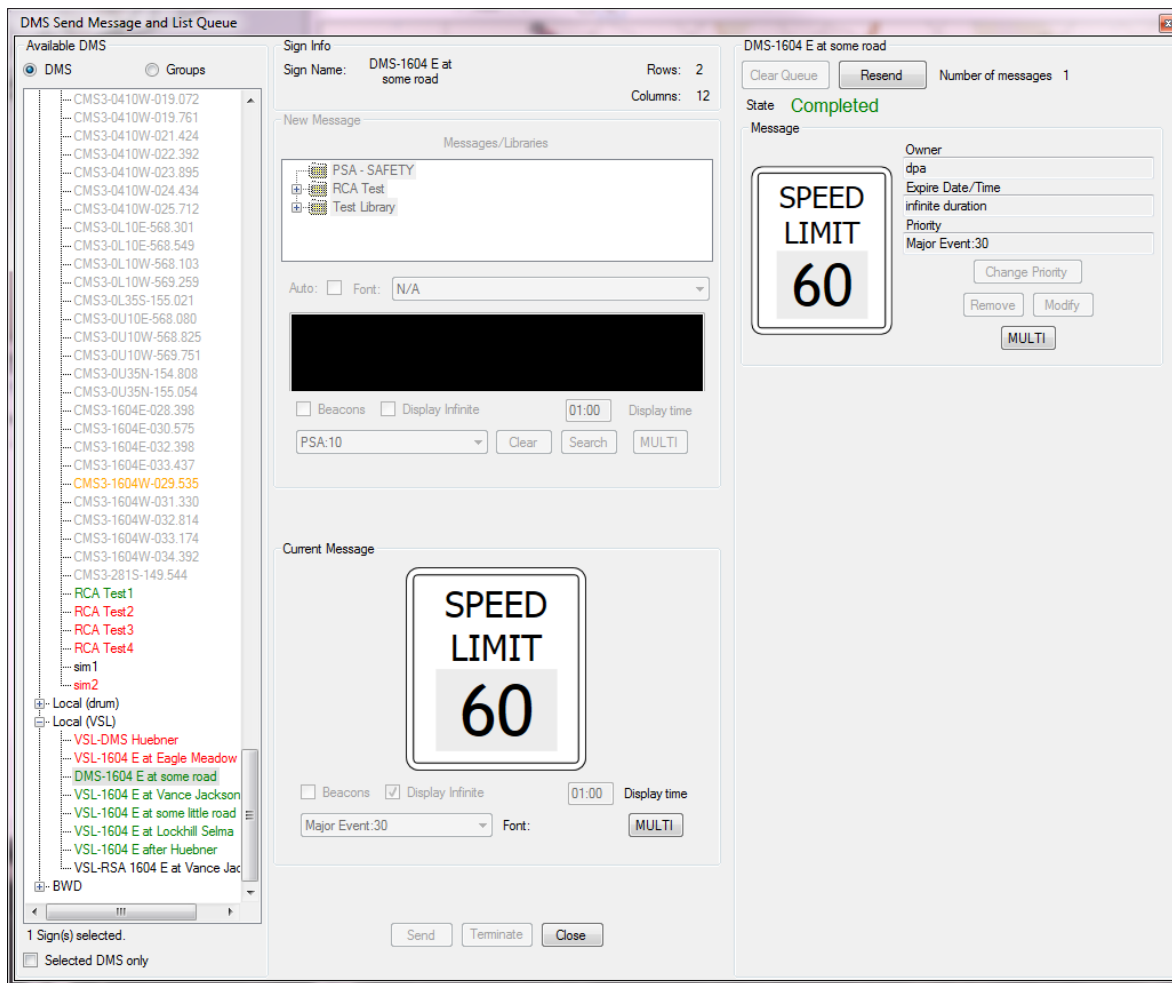 DMS Send Message and List Queue
Available DMS
DMS
Groups
CMS3-0410W-019.072
CMS3-0410W-019.761
CMS3-0410W-021.424
CMS3-0410W-022.392
CMS3-0410W-023.895
CMS3-0410W-024.434
CMS3-0410W-025.712
CMS3-0L10E-568.301
CMS3-0L10E-568.549
CMS3-0L10W-568.103
CMS3-0L10W-569.259
CMS3-0L35S-155.021
CMS3-0U10E-568.080
CMS3-0U10W-568.825
CMS3-0U10W-569.751
CMS3-0U35N-154.808
CMS3-0U35N-155.054
CMS3-1604E-028.398
CMS3-1604E-030.575
CMS3-1604E-032.398
CMS3-1604E-033.437
CMS3-1604W-029.535
CMS3-1604W-031.330
CMS3-1604W-032.814
CMS3-1604W-033.174
CMS3-1604W-034.392
CMS3-281S-149.544
RCA Test1
RCA Test2
RCA Test3
RCA Test4
sim1
sim2
Local (drum)
Local (VSL)
VSL-DMS Huebner
VSL-1604 E at Eagle Meadow
DMS-1604 E at some road
VSL-1604 E at Vance Jackson
VSL-1604 E at some little road
VSL-1604 E at Lockhill Selma
VSL-1604 E after Huebner
VSL-RSA 1604 E at Vance Jac
BWD
1 Sign(s) selected.
Selected DMS only
Sign Info
Sign Name: DMS-1604 E at
some road
Rows: 2
Columns: 12
New Message
Messages/Libraries
PSA - SAFETY
RCA Test
Test Library
Auto: Font: N/A
Beacons Display Infinite 01:00 Display time
PSA:10 Clear Search MULTI
Current Message
SPEED
LIMIT
60
Beacons Display Infinite 01:00 Display time
Major Event:30 Font: MULTI
Send Terminate Close
DMS-1604 E at some road
Clear Queue Resend Number of messages 1
State Completed
Message
SPEED
LIMIT
60
Owner
dpa
Expire Date/Time
infinite duration
Priority
Major Event:30
Change Priority
Remove Modify
MULTI